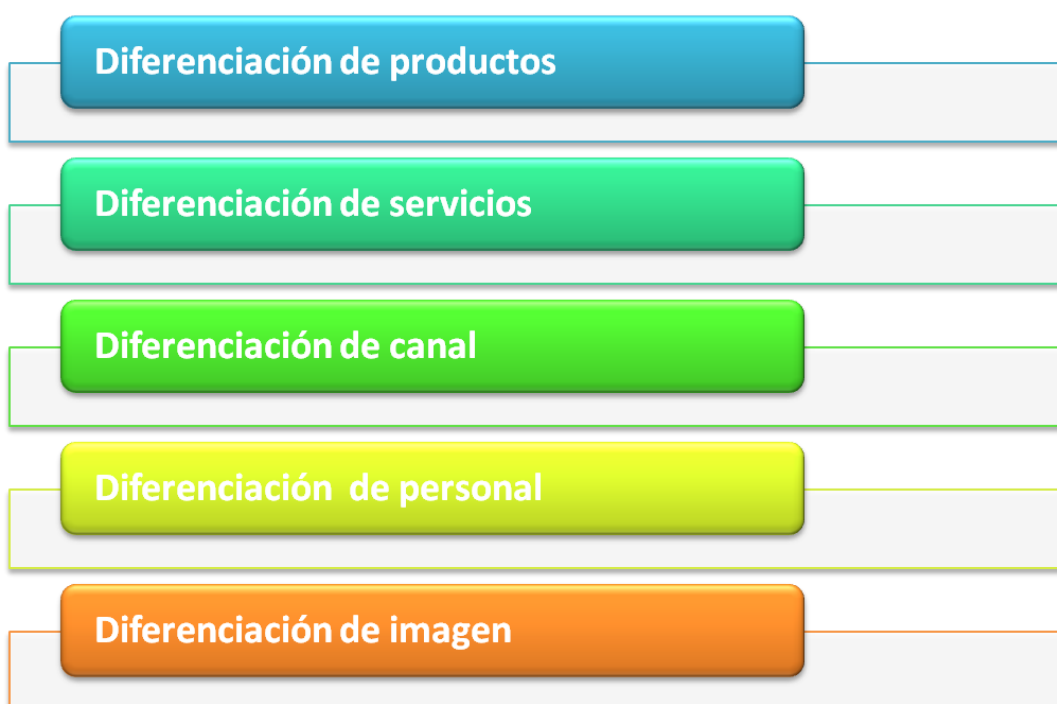 Diferenciación de productos
Diferenciación de servicios
Diferenciación de canal
Diferenciación  de personal
Diferenciación de imagen